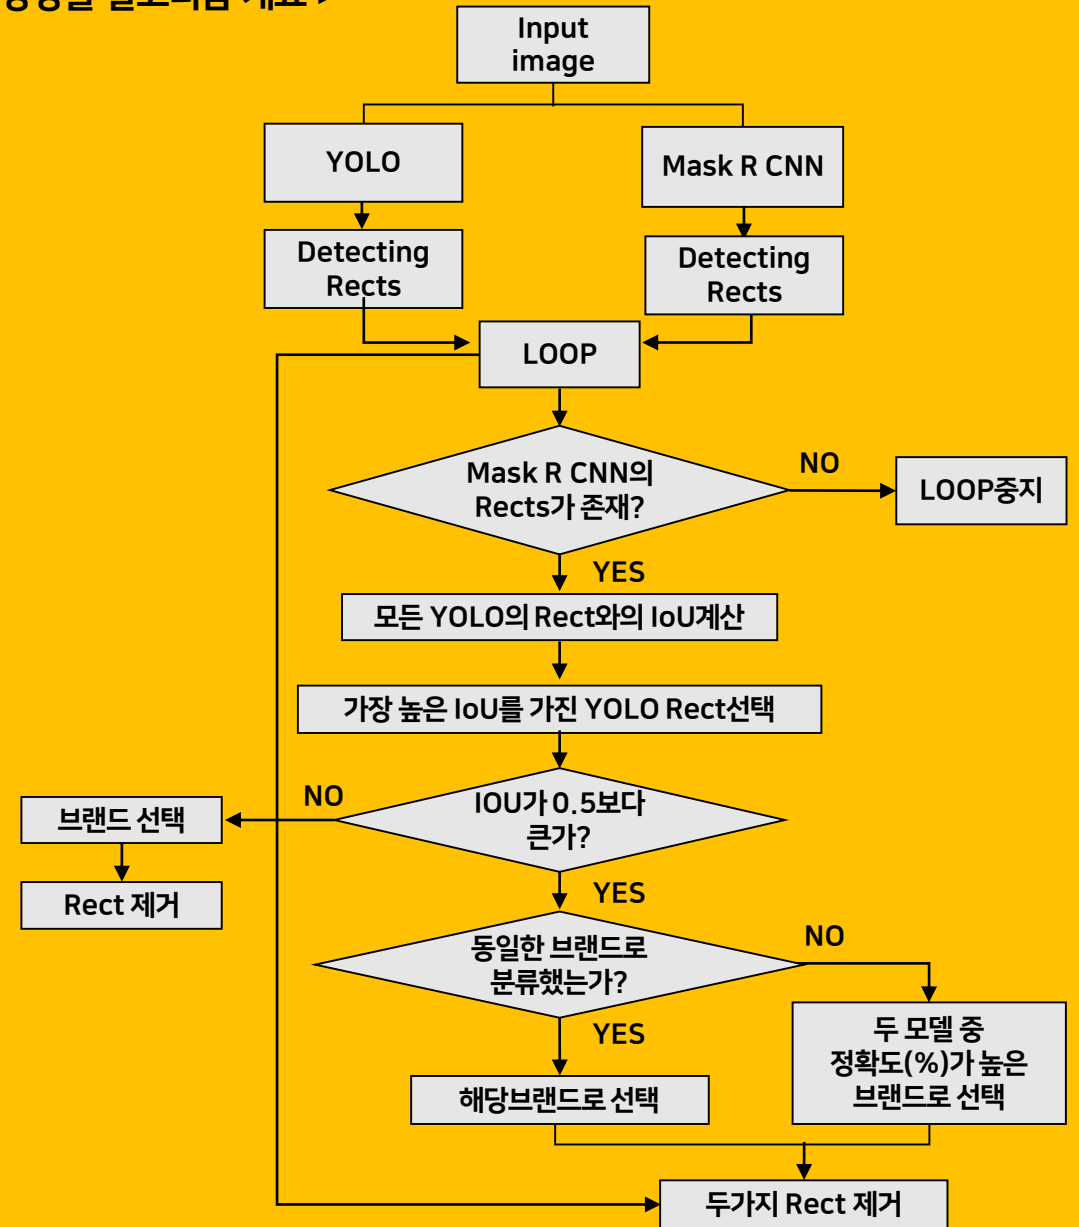 Input
image
YOLO
Mask R CNN
Detecting
Rects
Detecting
Rects
LOOP
Mask R CNN의
Rects가 존재?
NO
LOOP중지
YES
모든 YOLO의 Rect와의 IoU계산
가장 높은 IoU를 가진 YOLO Rect선택
IOU가 0.5보다
큰가?
NO
브랜드 선택
Rect 제거
YES
동일한 브랜드로
분류했는가?
NO
두 모델 중
정확도(%)가 높은
브랜드로 선택
YES
해당브랜드로 선택
두가지 Rect 제거